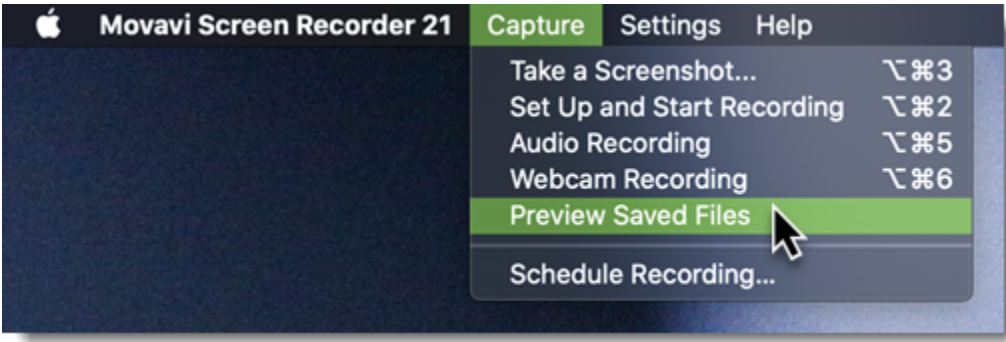 Movavi Screen Recorder 21 Capture Settings Help
Take a Screenshot... ⌥⌘3
Set Up and Start Recording ⌥⌘2
Audio Recording ⌥⌘5
Webcam Recording ⌥⌘6
Preview Saved Files
Schedule Recording...